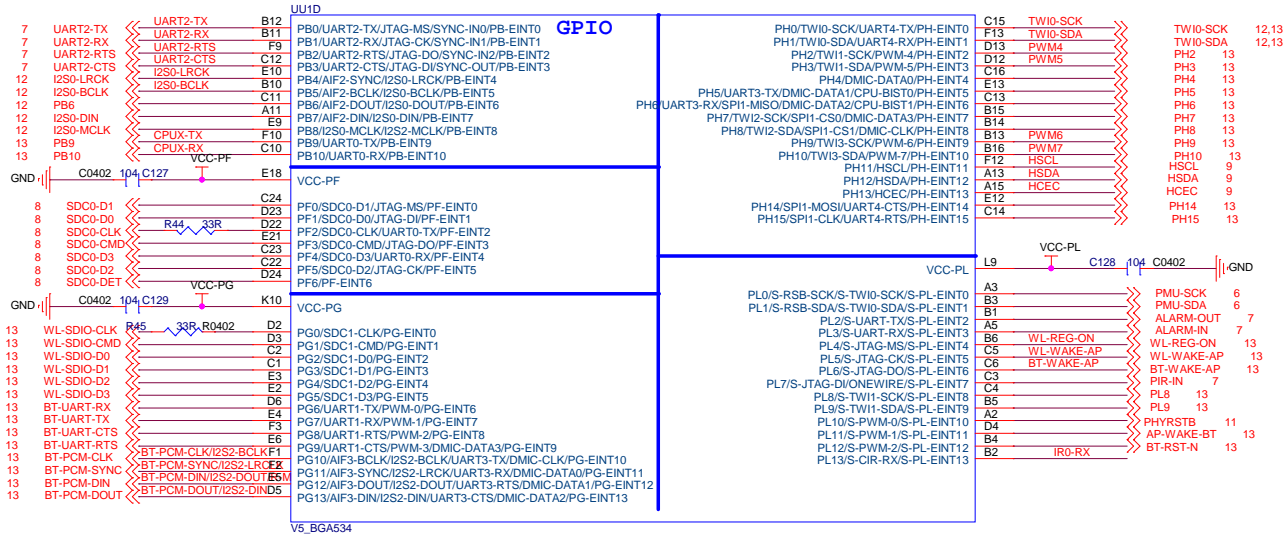 UU1D
GPIO
7 UART2-TX UART2-TX B12 PB0/UART2-TX/JTAG-MS/SYNC-IN0/PB-EINT0
7 UART2-RX UART2-RX B11 PB1/UART2-RX/JTAG-CK/SYNC-IN1/PB-EINT1
7 UART2-RTS UART2-RTS F9 PB2/UART2-RTS/JTAG-DO/SYNC-IN2/PB-EINT2
7 UART2-CTS UART2-CTS C12 PB3/UART2-CTS/JTAG-DI/SYNC-OUT/PB-EINT3
12 I2S0-LRCK I2S0-LRCK E10 PB4/AIF2-SYNC/I2S0-LRCK/PB-EINT4
12 I2S0-BCLK I2S0-BCLK B10 PB5/AIF2-BCLK/I2S0-BCLK/PB-EINT5
12 PB6 C11 PB6/AIF2-DOUT/I2S0-DOUT/PB-EINT6
12 I2S0-DIN A11 PB7/AIF2-DIN/I2S0-DIN/PB-EINT7
12 I2S0-MCLK E9 PB8/I2S0-MCLK/I2S2-MCLK/PB-EINT8
13 PB9 CPUX-TX F10 PB9/UART0-TX/PB-EINT9
13 PB10 CPUX-RX C10 PB10/UART0-RX/PB-EINT10
VCC-PF
GND C0402 104 C127 E18 VCC-PF
8 SDC0-D1 C24 PF0/SDC0-D1/JTAG-MS/PF-EINT0
8 SDC0-D0 D23 PF1/SDC0-D0/JTAG-DI/PF-EINT1
8 SDC0-CLK R44 33R D22 PF2/SDC0-CLK/UART0-TX/PF-EINT2
8 SDC0-CMD E21 PF3/SDC0-CMD/JTAG-DO/PF-EINT3
8 SDC0-D3 C23 PF4/SDC0-D3/UART0-RX/PF-EINT4
8 SDC0-D2 C22 PF5/SDC0-D2/JTAG-CK/PF-EINT5
8 SDC0-DET D24 PF6/PF-EINT6
VCC-PG
GND C0402 104 C129 K10 VCC-PG
13 WL-SDIO-CLK R45 33R R0402 D2 PG0/SDC1-CLK/PG-EINT0
13 WL-SDIO-CMD D3 PG1/SDC1-CMD/PG-EINT1
13 WL-SDIO-D0 C2 PG2/SDC1-D0/PG-EINT2
13 WL-SDIO-D1 C1 PG3/SDC1-D1/PG-EINT3
13 WL-SDIO-D2 E3 PG4/SDC1-D2/PG-EINT4
13 WL-SDIO-D3 E2 PG5/SDC1-D3/PG-EINT5
13 BT-UART-RX D6 PG6/UART1-TX/PWM-0/PG-EINT6
13 BT-UART-TX E4 PG7/UART1-RX/PWM-1/PG-EINT7
13 BT-UART-CTS F3 PG8/UART1-RTS/PWM-2/PG-EINT8
13 BT-UART-RTS E6 PG9/UART1-CTS/PWM-3/DMIC-DATA3/PG-EINT9
13 BT-PCM-CLK BT-PCM-CLK/I2S2-BCLK F1 PG10/AIF3-BCLK/I2S2-BCLK/UART3-TX/DMIC-CLK/PG-EINT10
13 BT-PCM-SYNC BT-PCM-SYNC/I2S2-LRCK F2 PG11/AIF3-SYNC/I2S2-LRCK/UART3-RX/DMIC-DATA0/PG-EINT11
13 BT-PCM-DIN BT-PCM-DIN/I2S2-DOUT E5 PG12/AIF3-DOUT/I2S2-DOUT/UART3-RTS/DMIC-DATA1/PG-EINT12
13 BT-PCM-DOUT BT-PCM-DOUT/I2S2-DIN D5 PG13/AIF3-DIN/I2S2-DIN/UART3-CTS/DMIC-DATA2/PG-EINT13
V5_BGA534
PH0/TWI0-SCK/UART4-TX/PH-EINT0 C15 TWI0-SCK TWI0-SCK 12,13
PH1/TWI0-SDA/UART4-RX/PH-EINT1 F13 TWI0-SDA TWI0-SDA 12,13
PH2/TWI1-SCK/PWM-4/PH-EINT2 D13 PWM4 PH2 13
PH3/TWI1-SDA/PWM-5/PH-EINT3 D12 PWM5 PH3 13
PH4/DMIC-DATA0/PH-EINT4 C16 PH4 13
PH5/UART3-TX/DMIC-DATA1/CPU-BIST0/PH-EINT5 E13 PH5 13
PH6/UART3-RX/SPI1-MISO/DMIC-DATA2/CPU-BIST1/PH-EINT6 C13 PH6 13
PH7/TWI2-SCK/SPI1-CS0/DMIC-DATA3/PH-EINT7 B15 PH7 13
PH8/TWI2-SDA/SPI1-CS1/DMIC-CLK/PH-EINT8 B14 PH8 13
PH9/TWI3-SCK/PWM-6/PH-EINT9 B13 PWM6 PH9 13
PH10/TWI3-SDA/PWM-7/PH-EINT10 B16 PWM7 PH10 13
PH11/HSCL/PH-EINT11 F12 HSCL HSCL 9
PH12/HSDA/PH-EINT12 A13 HSDA HSDA 9
PH13/HCEC/PH-EINT13 A15 HCEC HCEC 9
PH14/SPI1-MOSI/UART4-CTS/PH-EINT14 E12 PH14 13
PH15/SPI1-CLK/UART4-RTS/PH-EINT15 C14 PH15 13
VCC-PL
VCC-PL L9 C128 104 C0402 GND
PL0/S-RSB-SCK/S-TWI0-SCK/S-PL-EINT0 A3 PMU-SCK 6
PL1/S-RSB-SDA/S-TWI0-SDA/S-PL-EINT1 B3 PMU-SDA 6
PL2/S-UART-TX/S-PL-EINT2 B1 ALARM-OUT 7
PL3/S-UART-RX/S-PL-EINT3 A5 ALARM-IN 7
PL4/S-JTAG-MS/S-PL-EINT4 B6 WL-REG-ON WL-REG-ON 13
PL5/S-JTAG-CK/S-PL-EINT5 C5 WL-WAKE-AP WL-WAKE-AP 13
PL6/S-JTAG-DO/S-PL-EINT6 C6 BT-WAKE-AP BT-WAKE-AP 13
PL7/S-JTAG-DI/ONEWIRE/S-PL-EINT7 C3 PIR-IN 7
PL8/S-TWI1-SCK/S-PL-EINT8 C4 PL8 13
PL9/S-TWI1-SDA/S-PL-EINT9 B5 PL9 13
PL10/S-PWM-0/S-PL-EINT10 A2 PHYRSTB 11
PL11/S-PWM-1/S-PL-EINT11 D4 AP-WAKE-BT 13
PL12/S-PWM-2/S-PL-EINT12 B4 BT-RST-N 13
PL13/S-CIR-RX/S-PL-EINT13 B2 IR0-RX